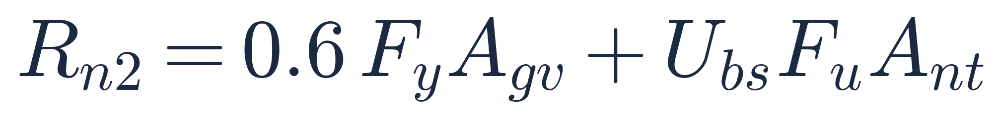 R_{n2} = 0.6 F_y A_{gv} + U_{bs} F_u A_{nt}